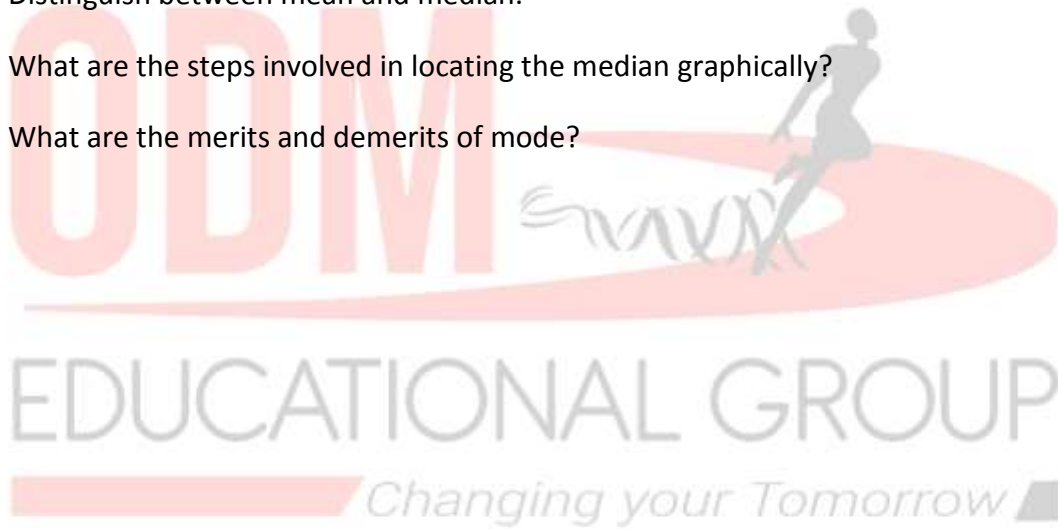 Distinguish between mean and median.
What are the steps involved in locating the median graphically?
What are the merits and demerits of mode?
ODM
EDUCATIONAL GROUP
Changing your Tomorrow